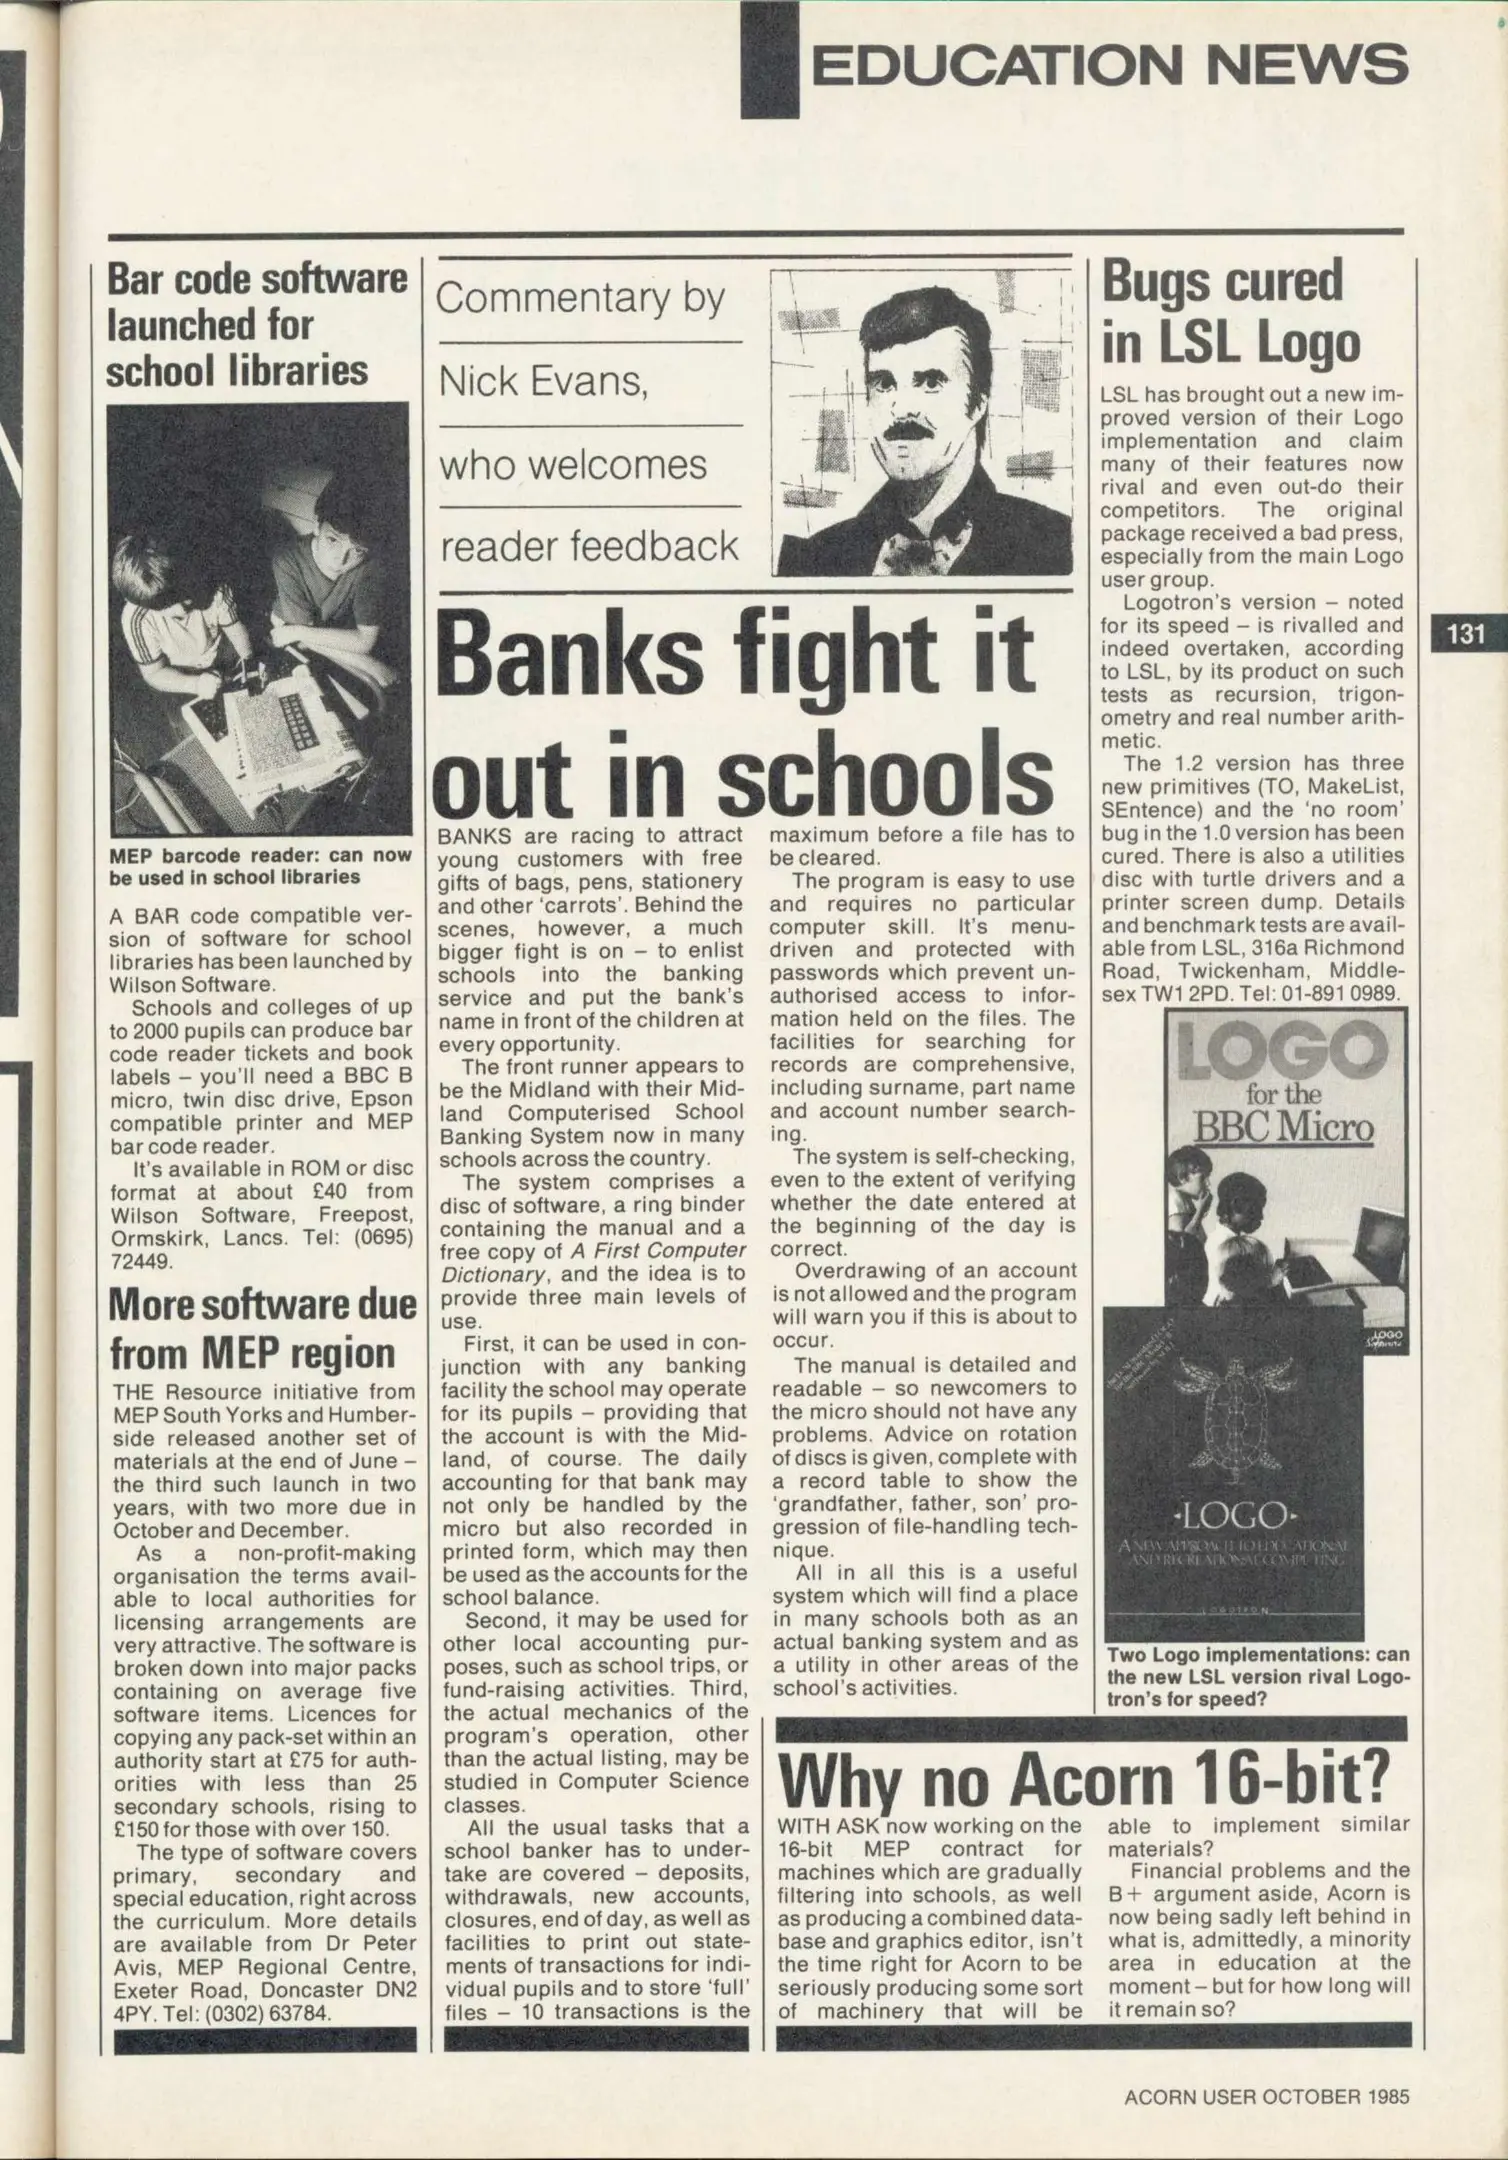 EDUCATION NEWS
Bar code software
launched for
school libraries
MEP barcode reader: can now
be used in school libraries
A BAR code compatible ver-
sion of software for school
libraries has been launched by
Wilson Software.
Schools and colleges of up
to 2000 pupils can produce bar
code reader tickets and book
labels – you'll need a BBC B
micro, twin disc drive, Epson
compatible printer and MEP
bar code reader.
It's available in ROM or disc
format at about £40 from
Wilson Software, Freepost,
Ormskirk, Lancs. Tel: (0695)
72449.
More software due
from MEP region
THE Resource initiative from
MEP South Yorks and Humber-
side released another set of
materials at the end of June –
the third such launch in two
years, with two more due in
October and December.
As a non-profit-making
organisation the terms avail-
able to local authorities for
licensing arrangements are
very attractive. The software is
broken down into major packs
containing on average five
software items. Licences for
copying any pack-set within an
authority start at £75 for auth-
orities with less than 25
secondary schools, rising to
£150 for those with over 150.
The type of software covers
primary, secondary and
special education, right across
the curriculum. More details
are available from Dr Peter
Avis, MEP Regional Centre,
Exeter Road, Doncaster DN2
4PY. Tel: (0302) 63784.
Commentary by
Nick Evans,
who welcomes
reader feedback
Banks fight it
out in schools
BANKS are racing to attract
young customers with free
gifts of bags, pens, stationery
and other 'carrots'. Behind the
scenes, however, a much
bigger fight is on – to enlist
schools into the banking
service and put the bank's
name in front of the children at
every opportunity.
The front runner appears to
be the Midland with their Mid-
land Computerised School
Banking System now in many
schools across the country.
The system comprises a
disc of software, a ring binder
containing the manual and a
free copy of A First Computer
Dictionary, and the idea is to
provide three main levels of
use.
First, it can be used in con-
junction with any banking
facility the school may operate
for its pupils – providing that
the account is with the Mid-
land, of course. The daily
accounting for that bank may
not only be handled by the
micro but also recorded in
printed form, which may then
be used as the accounts for the
school balance.
Second, it may be used for
other local accounting pur-
poses, such as school trips, or
fund-raising activities. Third,
the actual mechanics of the
program's operation, other
than the actual listing, may be
studied in Computer Science
classes.
All the usual tasks that a
school banker has to under-
take are covered – deposits,
withdrawals, new accounts,
closures, end of day, as well as
facilities to print out state-
ments of transactions for indi-
vidual pupils and to store 'full'
files – 10 transactions is the
maximum before a file has to
be cleared.
The program is easy to use
and requires no particular
computer skill. It's menu-
driven and protected with
passwords which prevent un-
authorised access to infor-
mation held on the files. The
facilities for searching for
records are comprehensive,
including surname, part name
and account number search-
ing.
The system is self-checking,
even to the extent of verifying
whether the date entered at
the beginning of the day is
correct.
Overdrawing of an account
is not allowed and the program
will warn you if this is about to
occur.
The manual is detailed and
readable – so newcomers to
the micro should not have any
problems. Advice on rotation
of discs is given, complete with
a record table to show the
'grandfather, father, son' pro-
gression of file-handling tech-
nique.
All in all this is a useful
system which will find a place
in many schools both as an
actual banking system and as
a utility in other areas of the
school's activities.
Bugs cured
in LSL Logo
LSL has brought out a new im-
proved version of their Logo
implementation and claim
many of their features now
rival and even out-do their
competitors. The original
package received a bad press,
especially from the main Logo
user group.
Logotron's version – noted
for its speed – is rivalled and
indeed overtaken, according
to LSL, by its product on such
tests as recursion, trigon-
ometry and real number arith-
metic.
The 1.2 version has three
new primitives (TO, MakeList,
SEntence) and the 'no room'
bug in the 1.0 version has been
cured. There is also a utilities
disc with turtle drivers and a
printer screen dump. Details
and benchmark tests are avail-
able from LSL, 316a Richmond
Road, Twickenham, Middle-
sex TW1 2PD. Tel: 01-891 0989.
LOGO
for the
BBC Micro
LOGO
Software
·LOGO·
A NEW APPROACH TO EDUCATIONAL
AND RECREATIONAL COMPUTING
LOGOTRON
Two Logo implementations: can
the new LSL version rival Logo-
tron's for speed?
Why no Acorn 16-bit?
WITH ASK now working on the
16-bit MEP contract for
machines which are gradually
filtering into schools, as well
as producing a combined data-
base and graphics editor, isn't
the time right for Acorn to be
seriously producing some sort
of machinery that will be
able to implement similar
materials?
Financial problems and the
B+ argument aside, Acorn is
now being sadly left behind in
what is, admittedly, a minority
area in education at the
moment – but for how long will
it remain so?
131
ACORN USER OCTOBER 1985